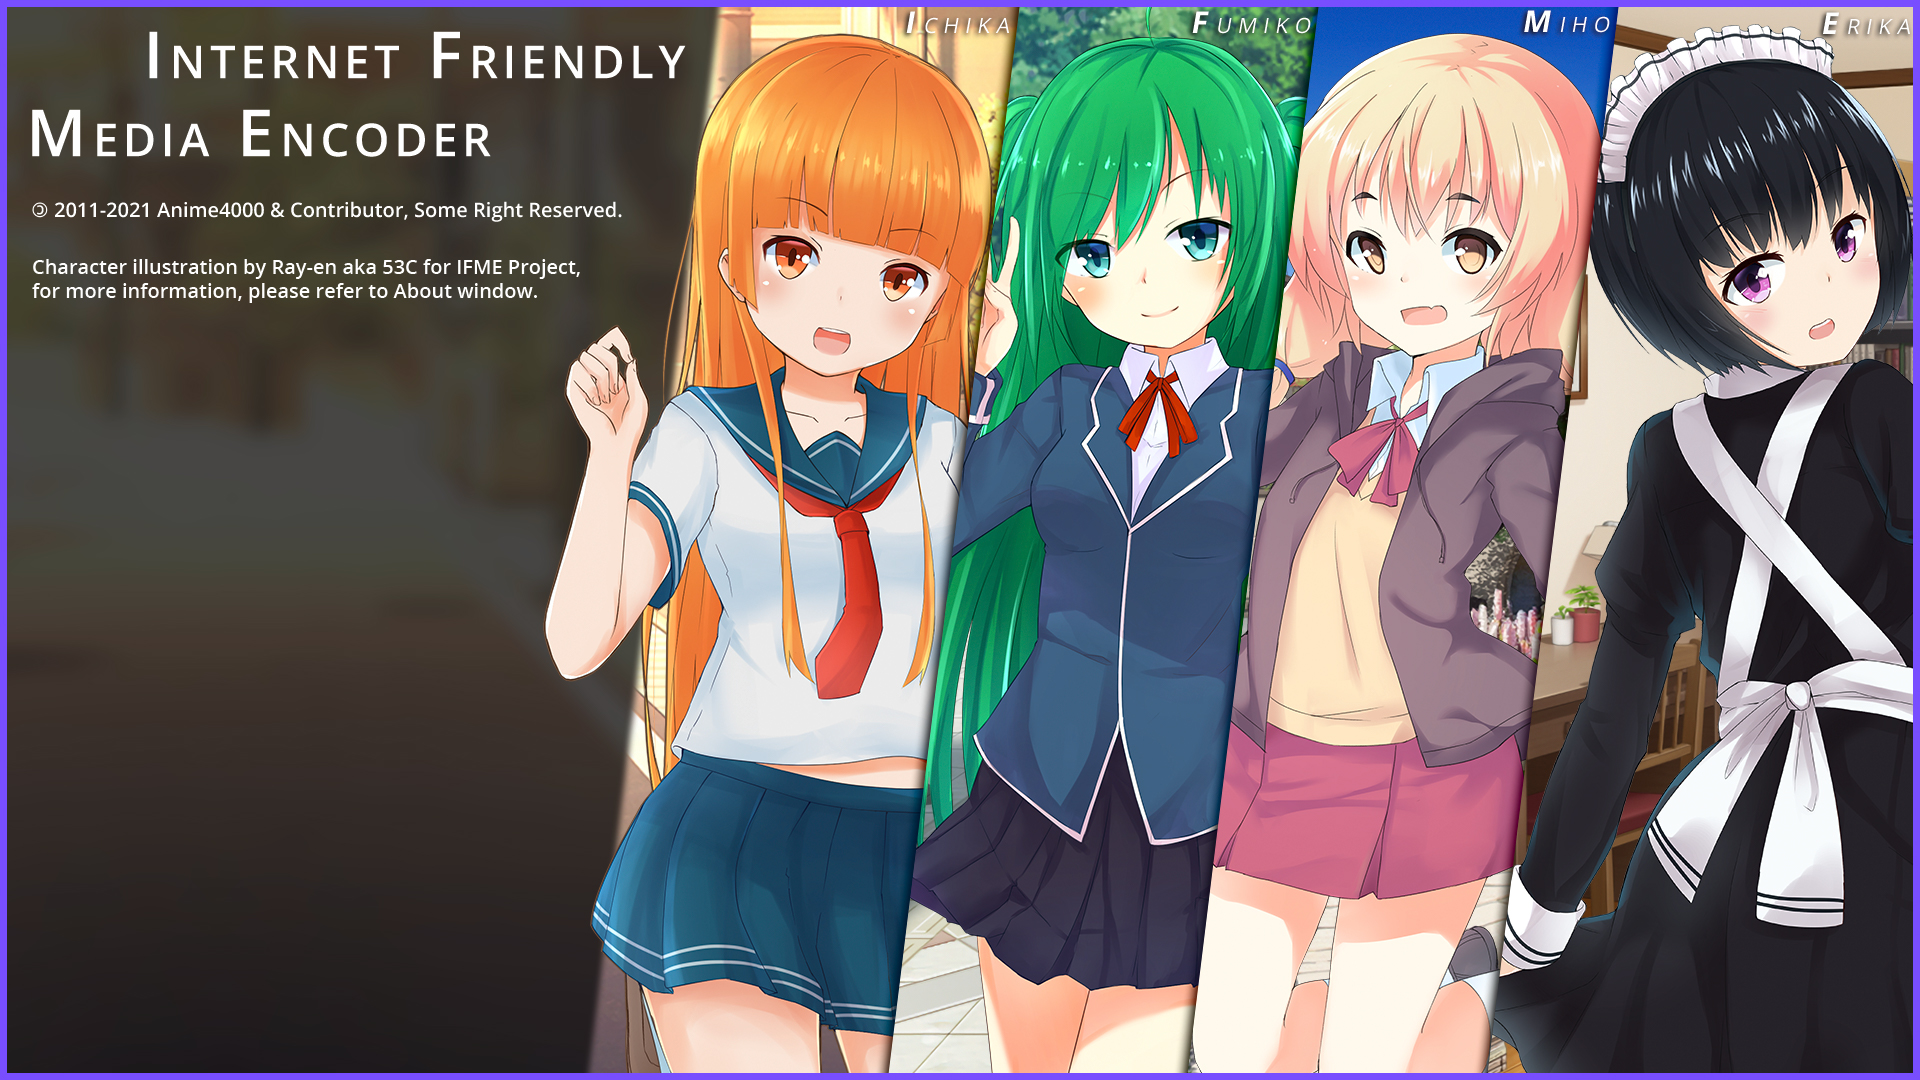 INTERNET FRIENDLY
MEDIA ENCODER
🄯 2011-2021 Anime4000 & Contributor, Some Right Reserved.
Character illustration by Ray-en aka 53C for IFME Project,
for more information, please refer to About window.
ICHIKA
FUMIKO
MIHO
ERIKA